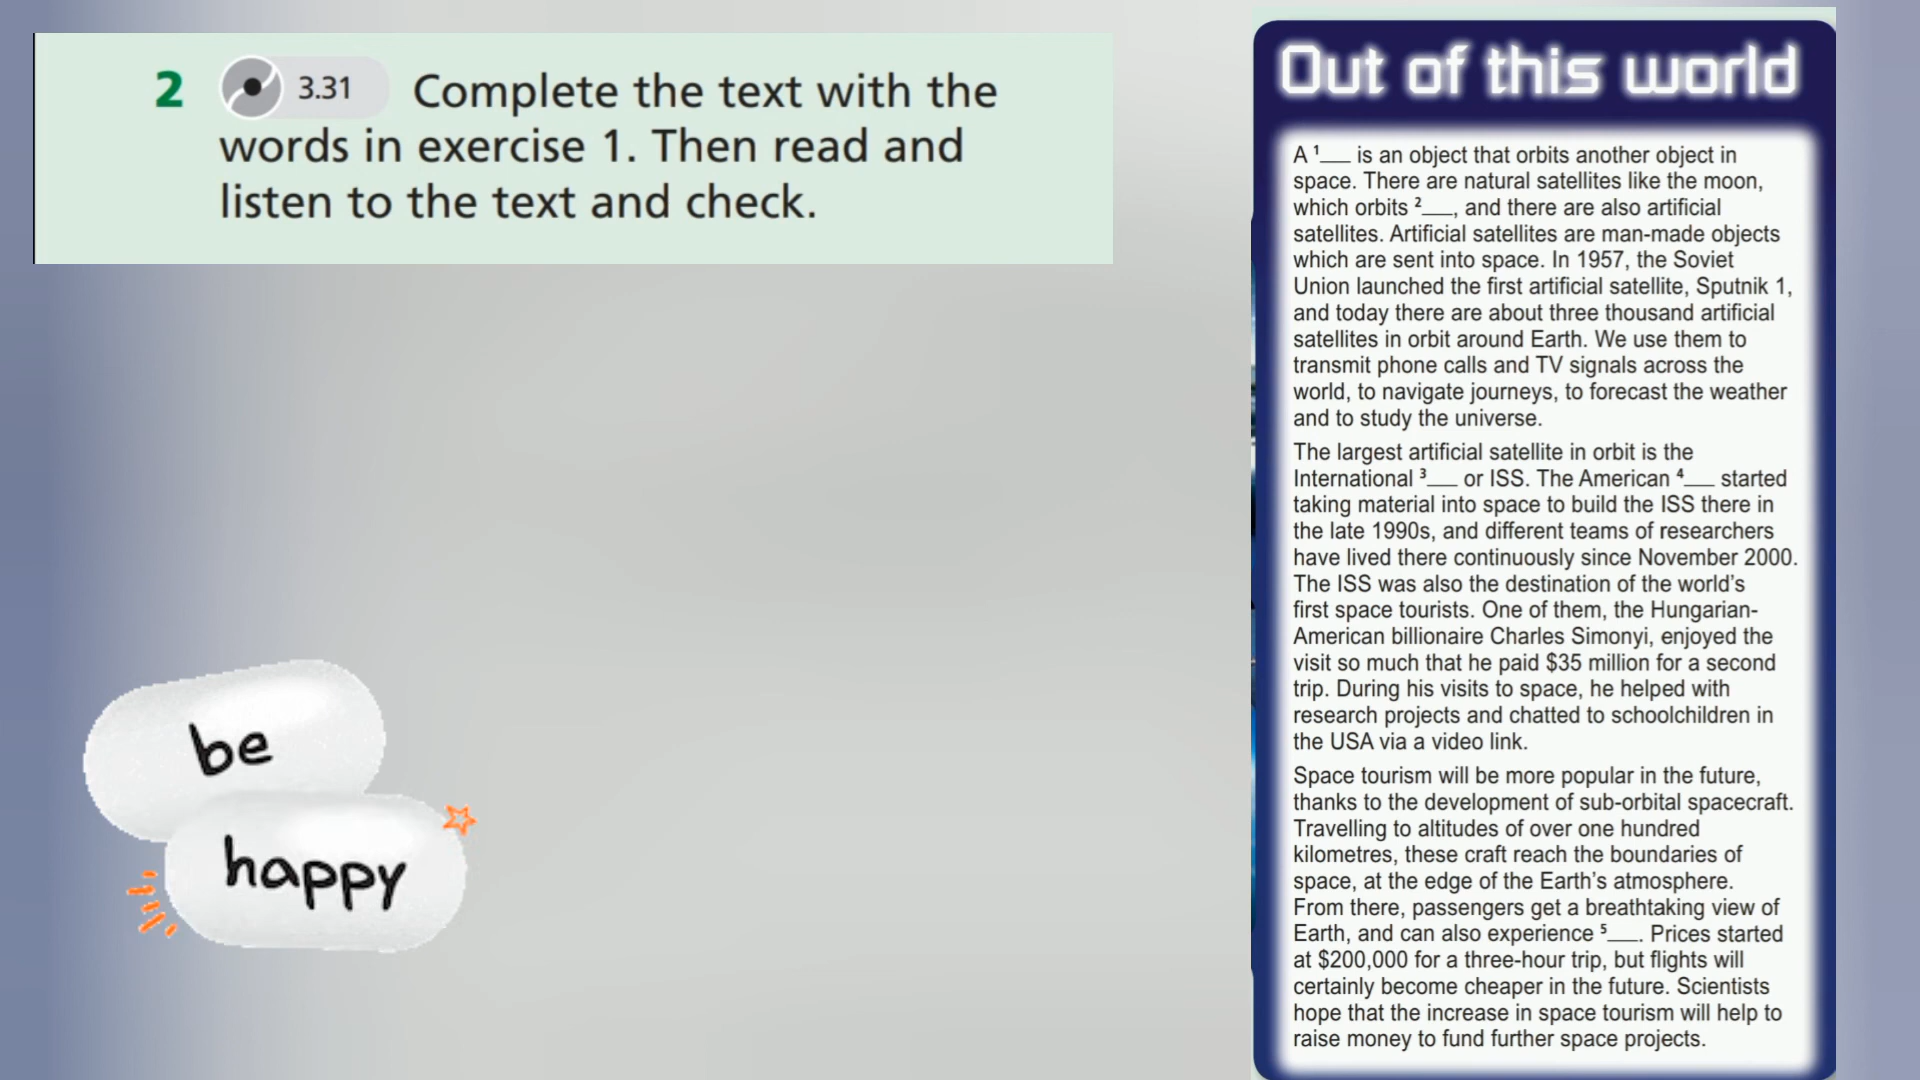 2 3.31 Complete the text with the
words in exercise 1. Then read and
listen to the text and check.
be
happy
Out of this world
A ¹___ is an object that orbits another object in
space. There are natural satellites like the moon,
which orbits ²___, and there are also artificial
satellites. Artificial satellites are man-made objects
which are sent into space. In 1957, the Soviet
Union launched the first artificial satellite, Sputnik 1,
and today there are about three thousand artificial
satellites in orbit around Earth. We use them to
transmit phone calls and TV signals across the
world, to navigate journeys, to forecast the weather
and to study the universe.
The largest artificial satellite in orbit is the
International ³___ or ISS. The American ⁴___ started
taking material into space to build the ISS there in
the late 1990s, and different teams of researchers
have lived there continuously since November 2000.
The ISS was also the destination of the world's
first space tourists. One of them, the Hungarian-
American billionaire Charles Simonyi, enjoyed the
visit so much that he paid $35 million for a second
trip. During his visits to space, he helped with
research projects and chatted to schoolchildren in
the USA via a video link.
Space tourism will be more popular in the future,
thanks to the development of sub-orbital spacecraft.
Travelling to altitudes of over one hundred
kilometres, these craft reach the boundaries of
space, at the edge of the Earth's atmosphere.
From there, passengers get a breathtaking view of
Earth, and can also experience ⁵___. Prices started
at $200,000 for a three-hour trip, but flights will
certainly become cheaper in the future. Scientists
hope that the increase in space tourism will help to
raise money to fund further space projects.